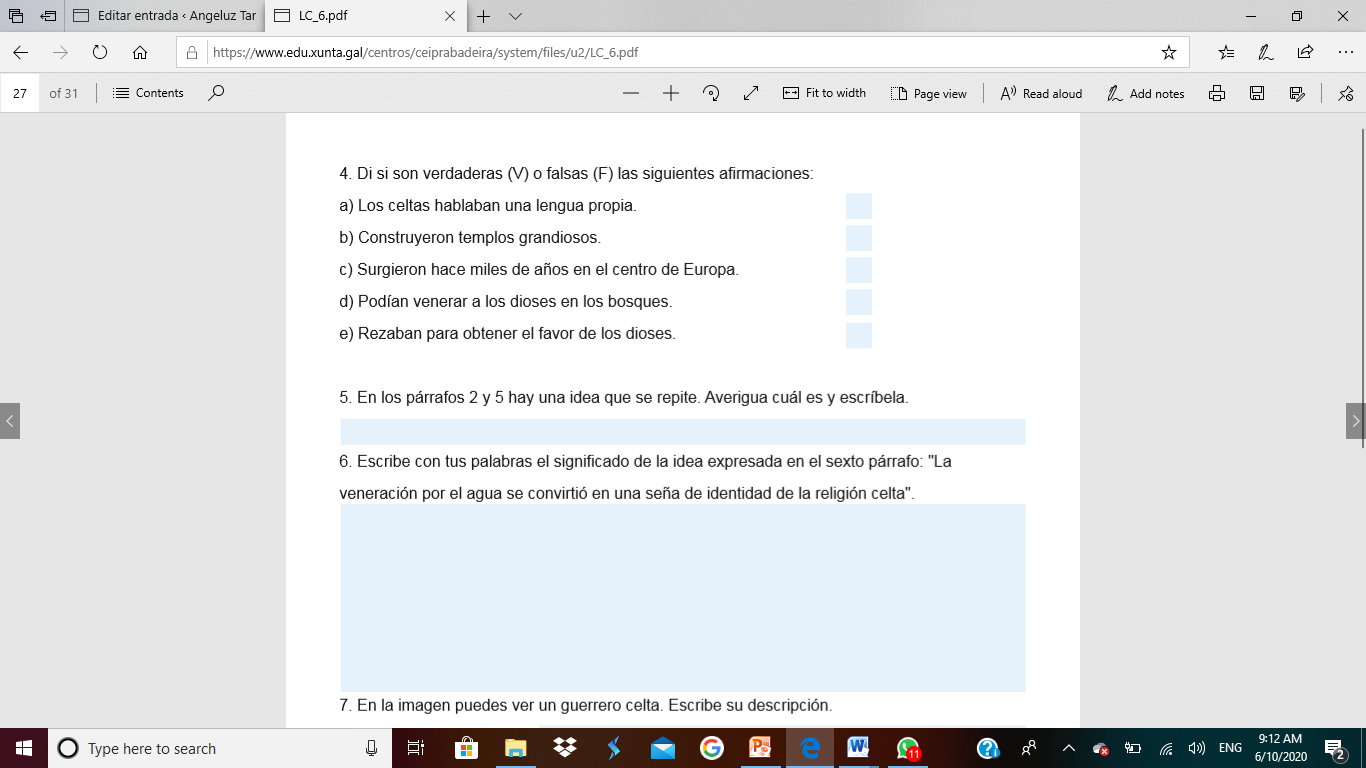 Editar entrada ‹ Angeluz Tar
LC_6.pdf
https://www.edu.xunta.gal/centros/ceiprabadeira/system/files/u2/LC_6.pdf
27 of 31 Contents Fit to width Page view Read aloud Add notes
4. Di si son verdaderas (V) o falsas (F) las siguientes afirmaciones:
a) Los celtas hablaban una lengua propia.
b) Construyeron templos grandiosos.
c) Surgieron hace miles de años en el centro de Europa.
d) Podían venerar a los dioses en los bosques.
e) Rezaban para obtener el favor de los dioses.
5. En los párrafos 2 y 5 hay una idea que se repite. Averigua cuál es y escríbela.
6. Escribe con tus palabras el significado de la idea expresada en el sexto párrafo: "La
veneración por el agua se convirtió en una seña de identidad de la religión celta".
7. En la imagen puedes ver un guerrero celta. Escribe su descripción.
Type here to search
11
ENG
9:12 AM
6/10/2020
2